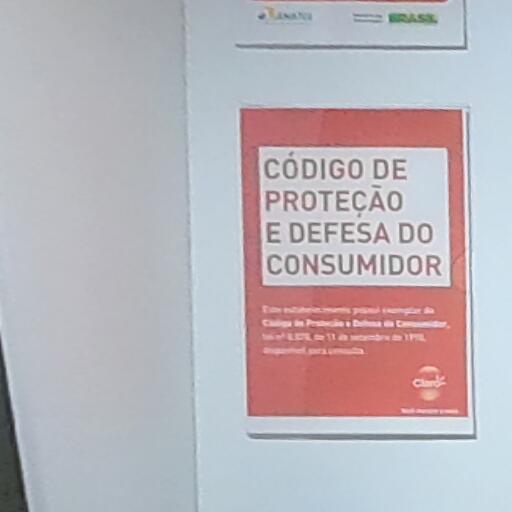 ANATEL
BRASIL
CÓDIGO DE
PROTEÇÃO
E DEFESA DO
CONSUMIDOR
Este estabelecimento possui exemplar do
Código de Proteção e Defesa do Consumidor,
lei nº 8.078, de 11 de setembro de 1990,
disponível para consulta.
Claro